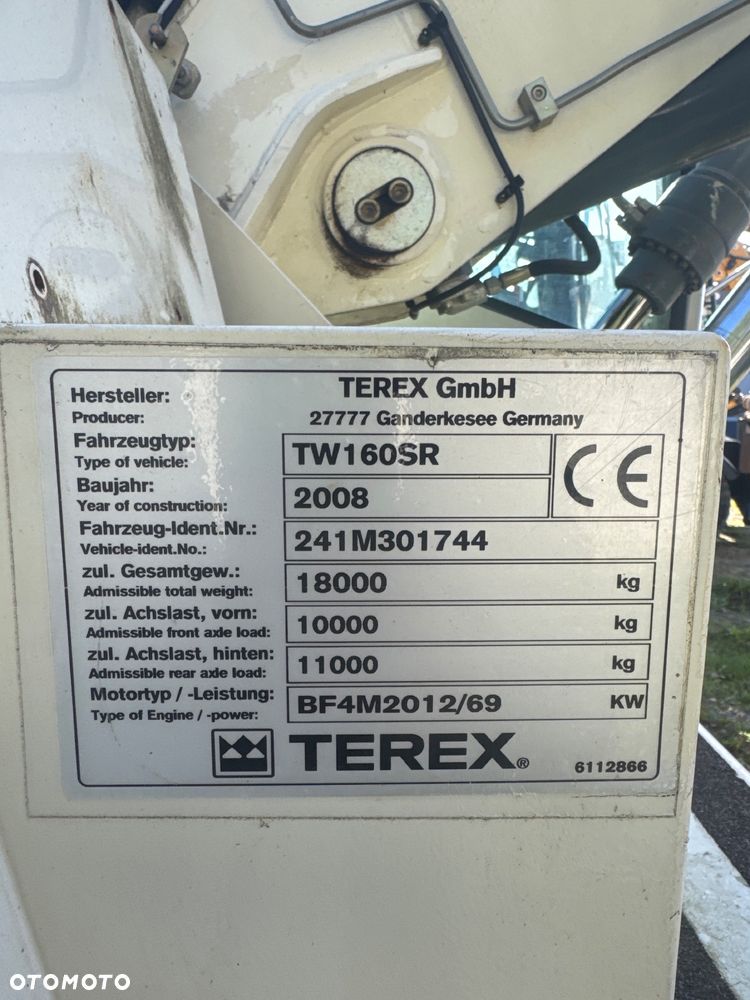 Hersteller: TEREX GmbH
Producer: 27777 Ganderkesee Germany
Fahrzeugtyp:
Type of vehicle: TW160SR CE
Baujahr:
Year of construction: 2008
Fahrzeug-Ident.Nr.:
Vehicle-ident.No.: 241M301744
zul. Gesamtgew.:
Admissible total weight: 18000 kg
zul. Achslast, vorn:
Admissible front axle load: 10000 kg
zul. Achslast, hinten:
Admissible rear axle load: 11000 kg
Motortyp / -Leistung: BF4M2012/69 KW
Type of Engine / -power:
TEREX® 6112866
OTOMOTO